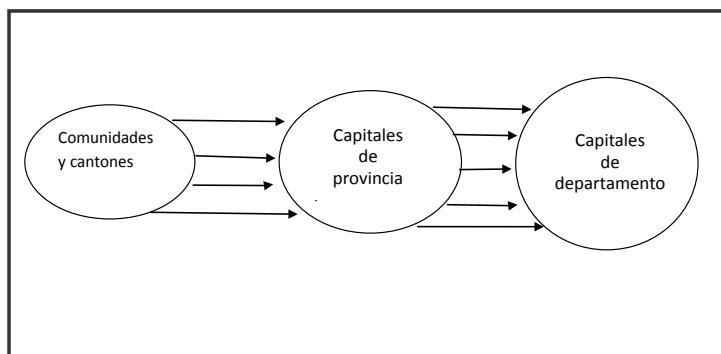 Comunidades
y cantones
Capitales
de
provincia
Capitales
de
departamento